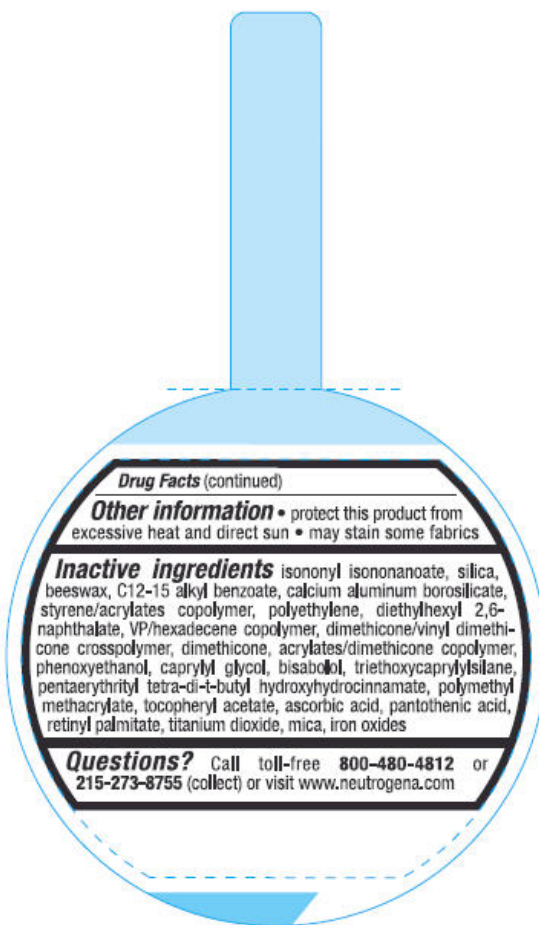 Drug Facts (continued)
Other information • protect this product from
excessive heat and direct sun • may stain some fabrics
Inactive ingredients isononyl isononanoate, silica,
beeswax, C12-15 alkyl benzoate, calcium aluminum borosilicate,
styrene/acrylates copolymer, polyethylene, diethylhexyl 2,6-
naphthalate, VP/hexadecene copolymer, dimethicone/vinyl dimethi-
cone crosspolymer, dimethicone, acrylates/dimethicone copolymer,
phenoxyethanol, caprylyl glycol, bisabolol, triethoxycaprylylsilane,
pentaerythrityl tetra-di-t-butyl hydroxyhydrocinnamate, polymethyl
methacrylate, tocopheryl acetate, ascorbic acid, pantothenic acid,
retinyl palmitate, titanium dioxide, mica, iron oxides
Questions? Call toll-free 800-480-4812 or
215-273-8755 (collect) or visit www.neutrogena.com